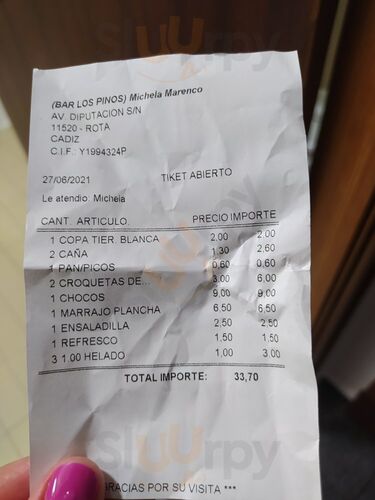 Sluurrpy
(BAR LOS PINOS) Michela Marenco
AV. DIPUTACION S/N
11520 - ROTA
CADIZ
C.I.F.: Y1994324P
27/06/2021 TIKET ABIERTO
Le atendio: Michela
CANT. ARTICULO PRECIO IMPORTE
1 COPA TIER. BLANCA 2.00 2.00
2 CAÑA 1,30 2.60
1 PAN/PICOS 0,60 0,60
2 CROQUETAS DE... 3,00 6,00
1 CHOCOS 9,00 9,00
1 MARRAJO PLANCHA 6,50 6,50
1 ENSALADILLA 2,50 2,50
1 REFRESCO 1,50 1,50
3 1.00 HELADO 1,00 3,00
TOTAL IMPORTE: 33,70
GRACIAS POR SU VISITA ***
Sluurrpy